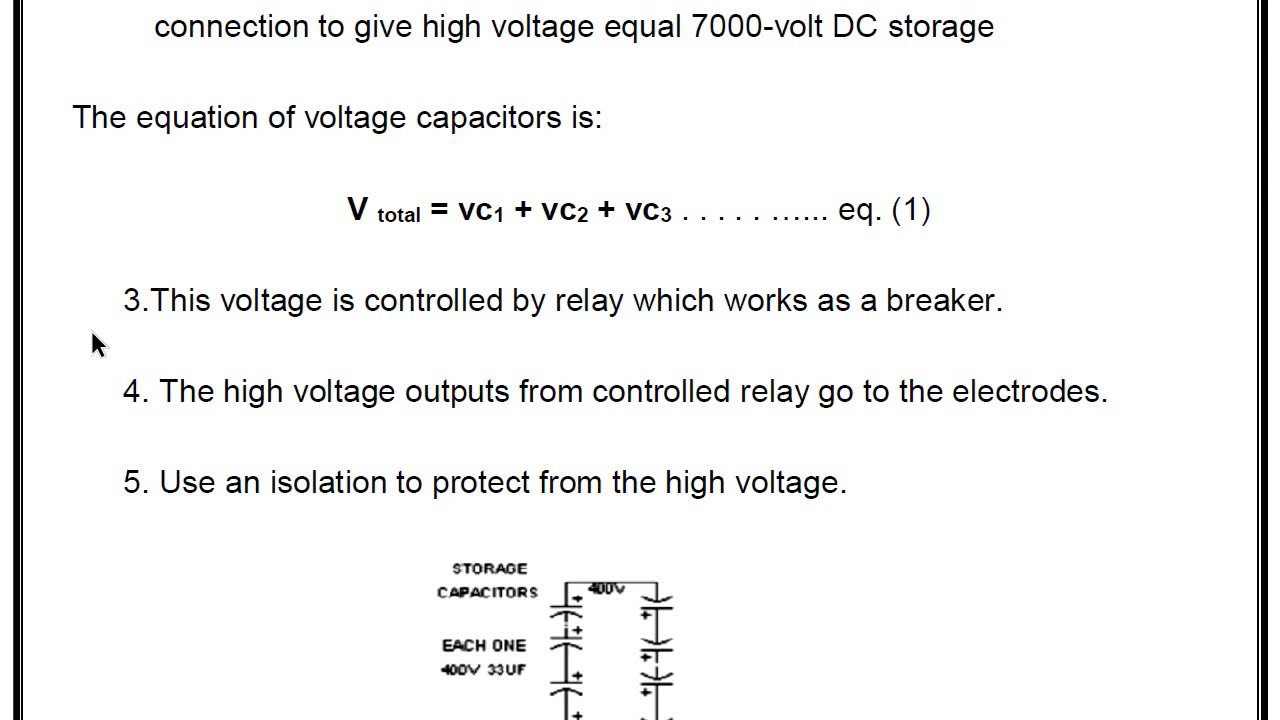 connection to give high voltage equal 7000-volt DC storage
The equation of voltage capacitors is:
V total = vc1 + vc2 + vc3 . . . . . …... eq. (1)
3.This voltage is controlled by relay which works as a breaker.
4. The high voltage outputs from controlled relay go to the electrodes.
5. Use an isolation to protect from the high voltage.
STORAGE
CAPACITORS
400V
EACH ONE
400V 33UF
+
+
+
+
+
+
+